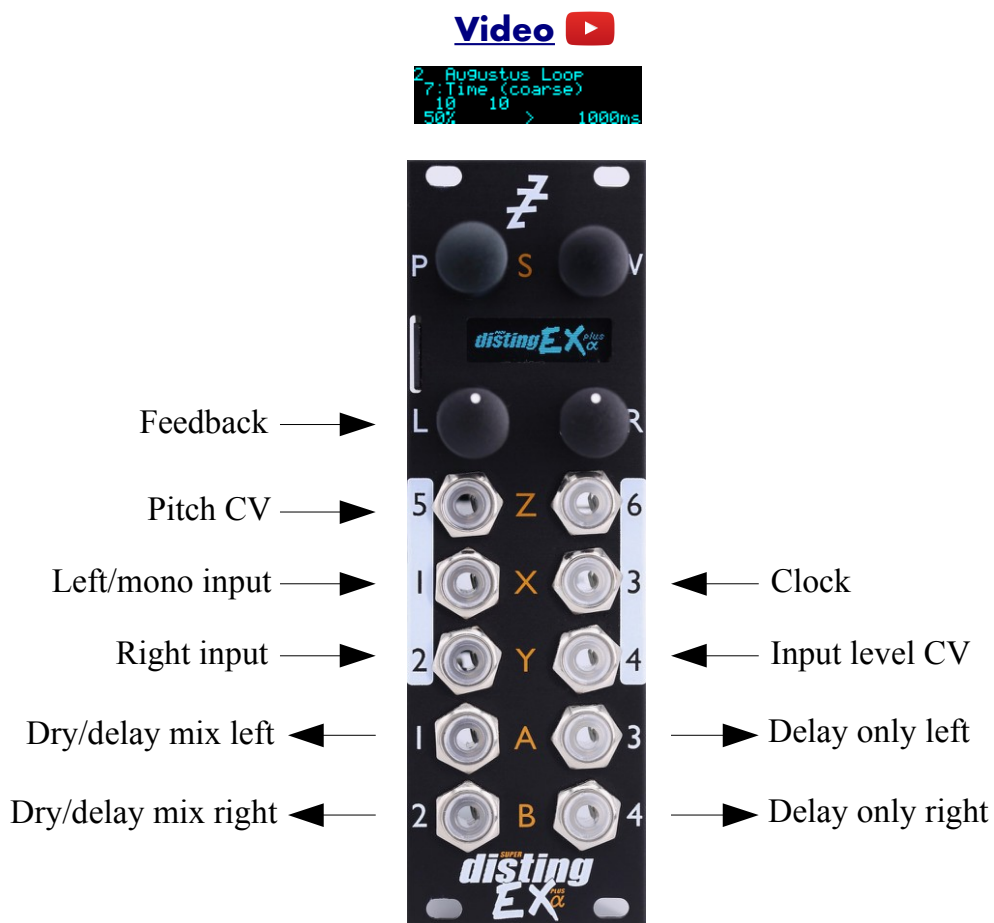 Video
2 Augustus Loop
7:Time (coarse)
10 10
50% > 1000ms
P S V
disting EX plus α
Feedback
L R
Pitch CV
5 Z 6
Left/mono input
1 X 3
Clock
Right input
2 Y 4
Input level CV
Dry/delay mix left
1 A 3
Delay only left
Dry/delay mix right
2 B 4
Delay only right
SUPER
disting
EX PLUS α